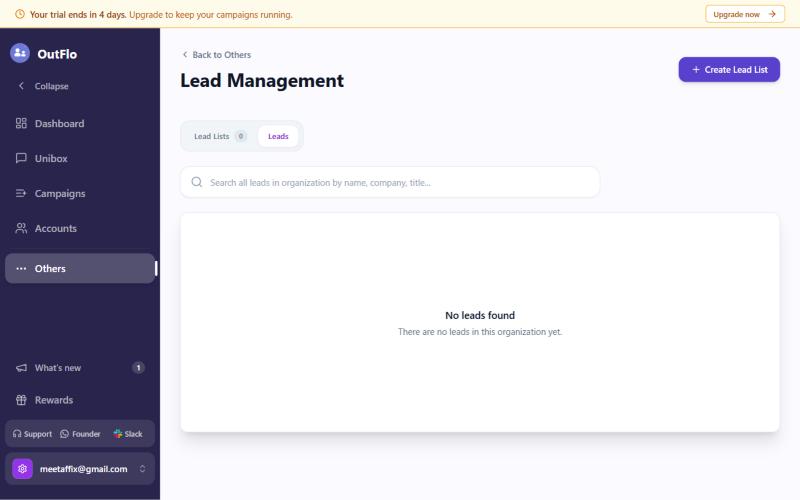 Your trial ends in 4 days. Upgrade to keep your campaigns running.
Upgrade now
OutFlo
Collapse
Dashboard
Unibox
Campaigns
Accounts
Others
What's new 1
Rewards
Support Founder Slack
meetaffix@gmail.com
Back to Others
Lead Management
Create Lead List
Lead Lists 0 Leads
Search all leads in organization by name, company, title...
No leads found
There are no leads in this organization yet.